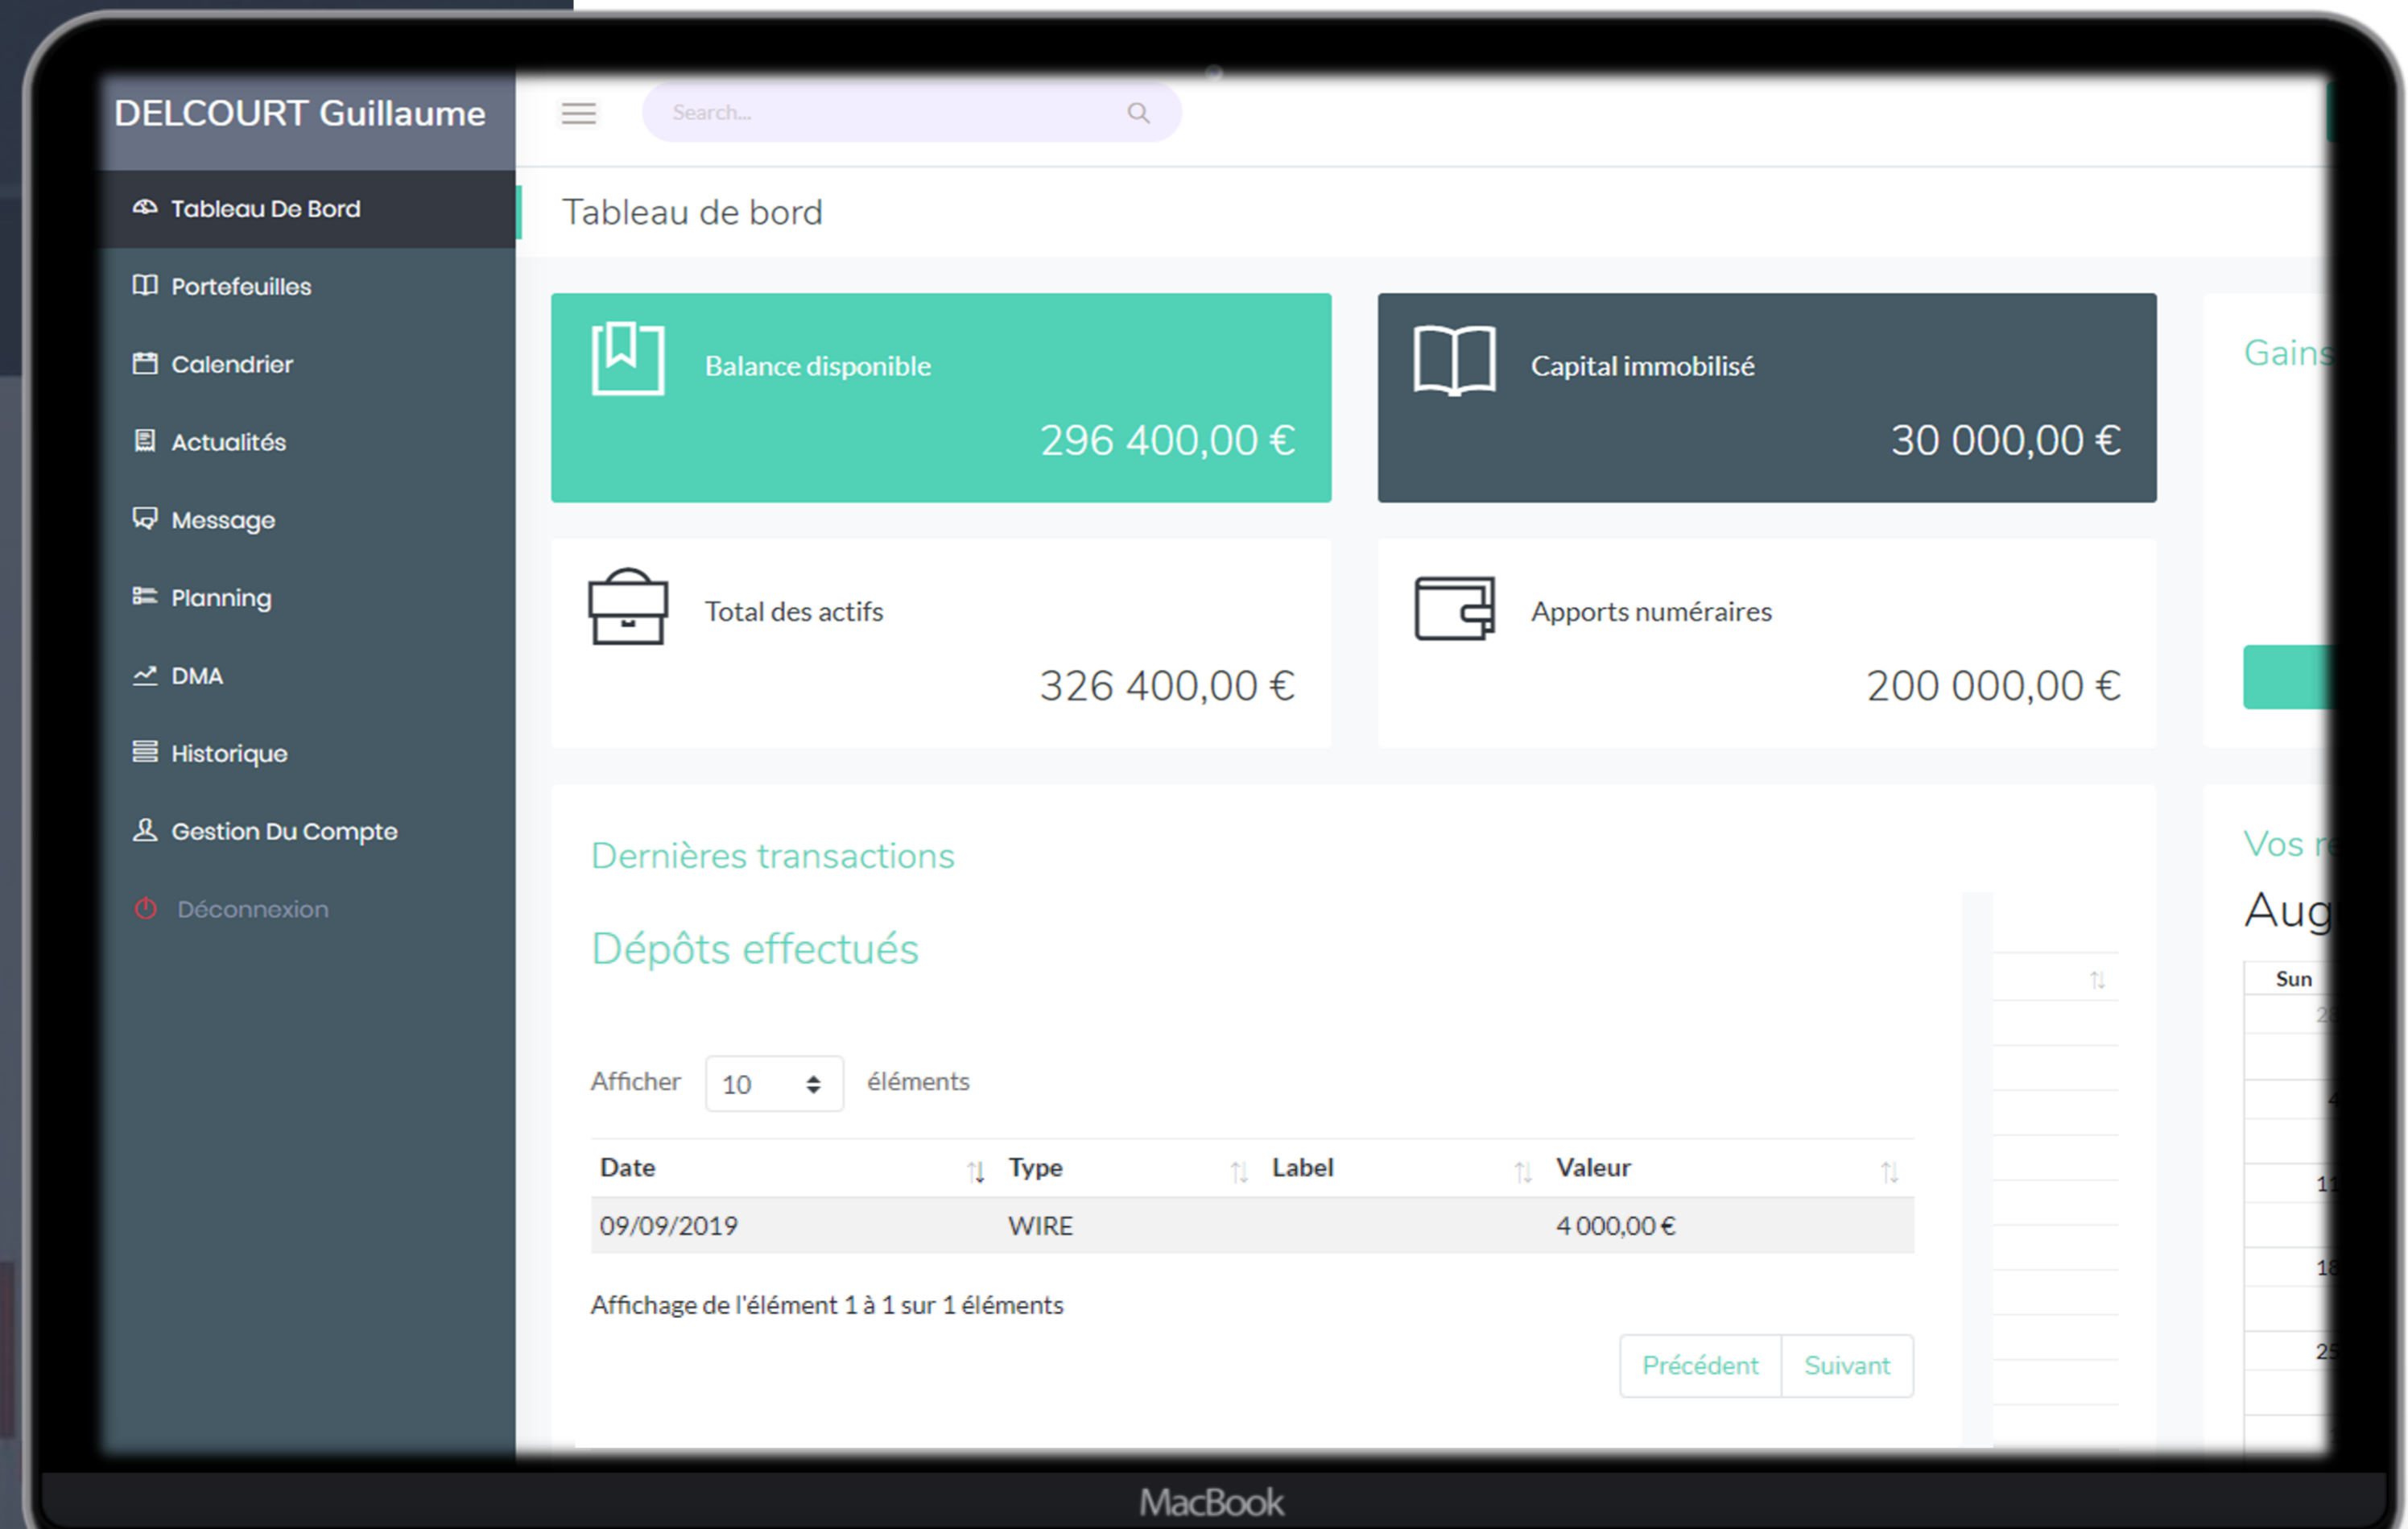 DELCOURT Guillaume
Search...
Tableau De Bord
Portefeuilles
Calendrier
Actualités
Message
Planning
DMA
Historique
Gestion Du Compte
Déconnexion
Tableau de bord
Balance disponible
296 400,00 €
Capital immobilisé
30 000,00 €
Gains
Total des actifs
326 400,00 €
Apports numéraires
200 000,00 €
Dernières transactions
Dépôts effectués
Afficher 10 éléments
Date Type Label Valeur
09/09/2019 WIRE 4 000,00 €
Affichage de l'élément 1 à 1 sur 1 éléments
Précédent Suivant
Vos
Sun
11
18
25
MacBook